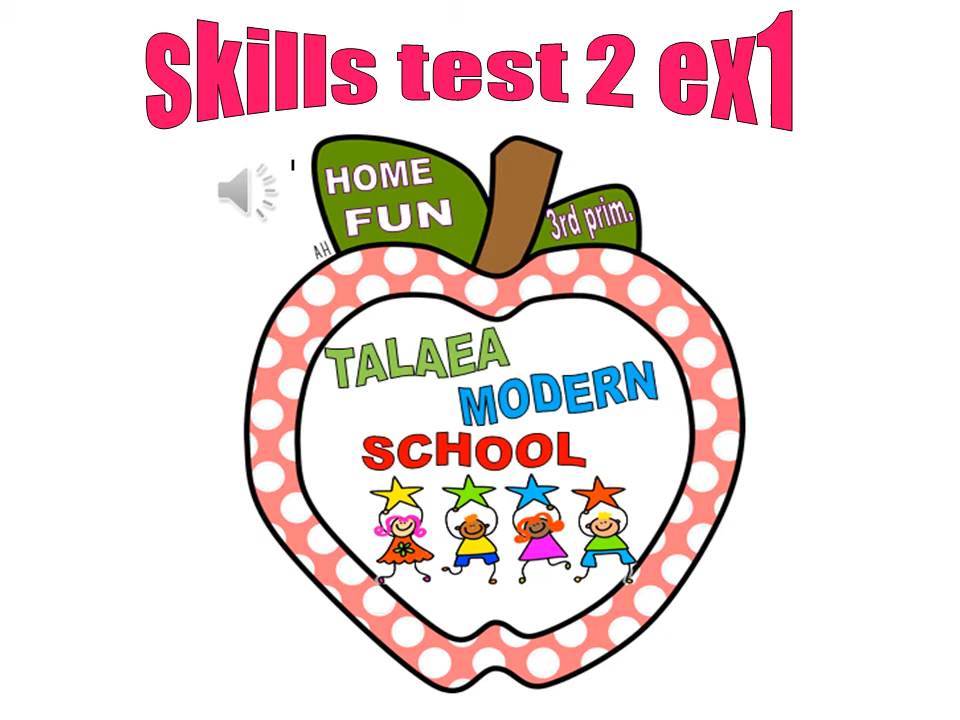 Skills test 2 ex1
HOME
FUN
3rd prim.
AH
TALAEA
MODERN
SCHOOL